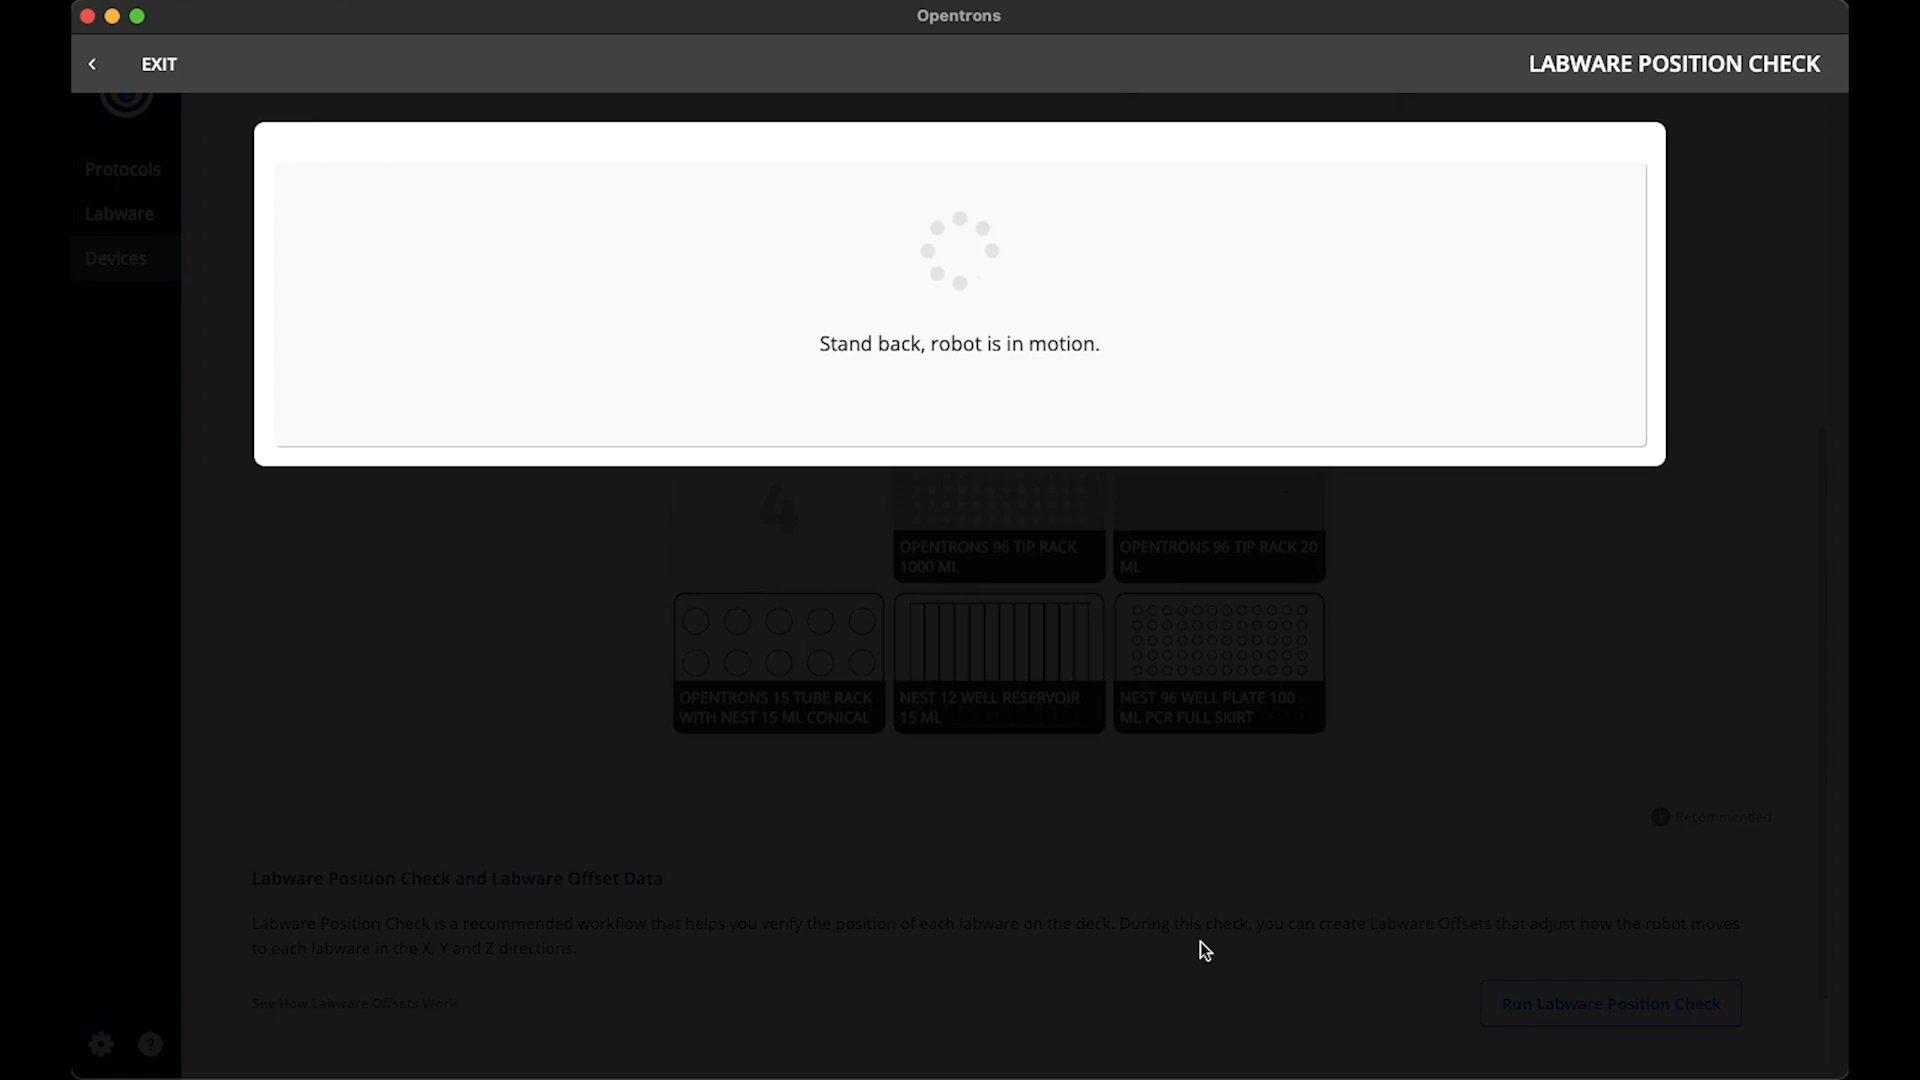 Opentrons
EXIT
LABWARE POSITION CHECK
Protocols
Labware
Devices
Stand back, robot is in motion.
4
OPENTRONS 96 TIP RACK
1000 ML
OPENTRONS 96 TIP RACK 20
ML
OPENTRONS 15 TUBE RACK
WITH NEST 15 ML CONICAL
NEST 12 WELL RESERVOIR
15 ML
NEST 96 WELL PLATE 100
ML PCR FULL SKIRT
Recommended
Labware Position Check and Labware Offset Data
Labware Position Check is a recommended workflow that helps you verify the position of each labware on the deck. During this check, you can create Labware Offsets that adjust how the robot moves
to each labware in the X, Y and Z directions.
See How Labware Offsets Work
Run Labware Position Check